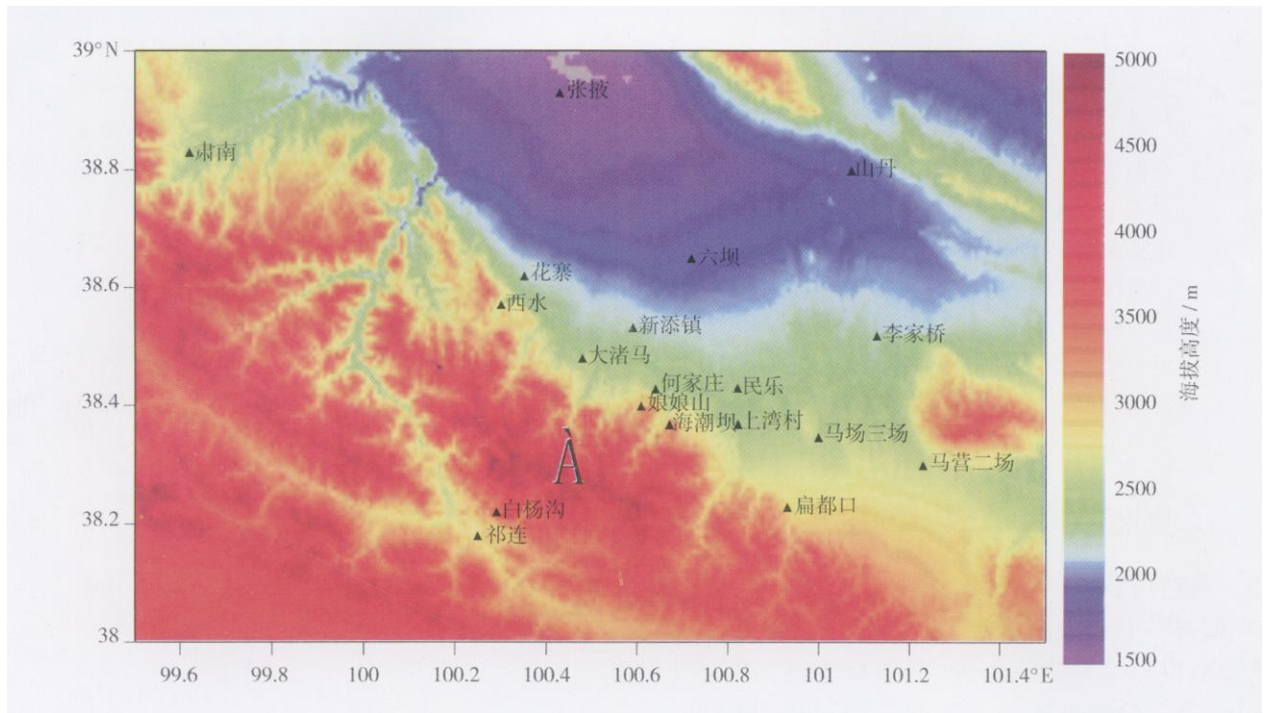 39°N
38.8
38.6
38.4
38.2
38
张掖
肃南
山丹
六坝
花寨
西水
新添镇
李家桥
大渚马
何家庄
民乐
娘娘山
海潮坝
上湾村
马场三场
马营二场
À
白杨沟
扁都口
祁连
99.6
99.8
100
100.2
100.4
100.6
100.8
101
101.2
101.4°E
5000
4500
4000
3500
3000
2500
2000
1500
海拔高度 / m